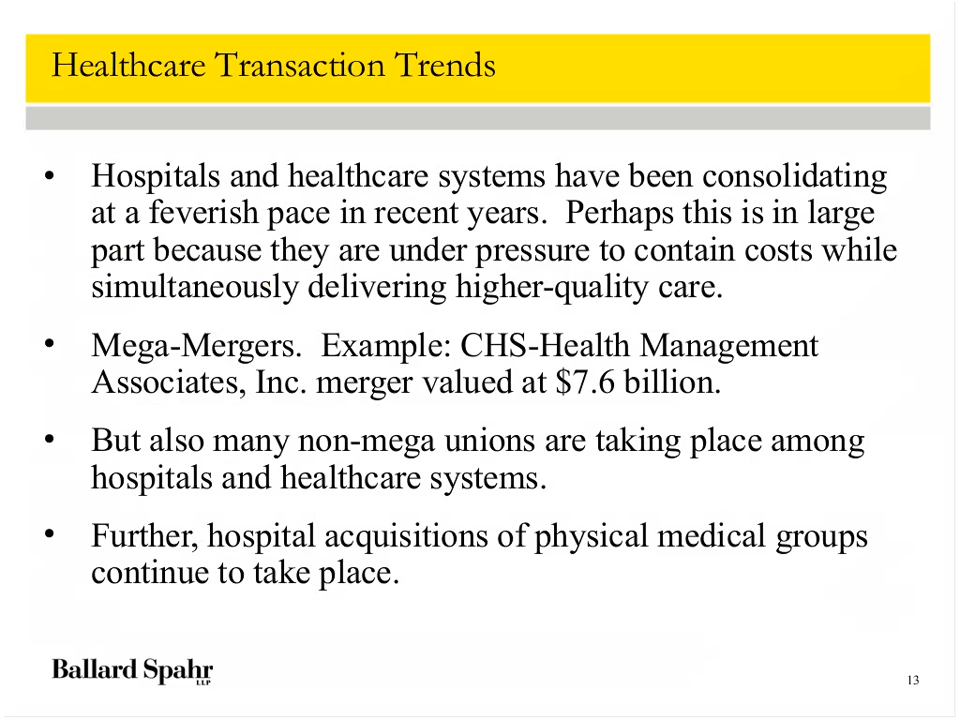 Healthcare Transaction Trends
• Hospitals and healthcare systems have been consolidating
at a feverish pace in recent years.  Perhaps this is in large
part because they are under pressure to contain costs while
simultaneously delivering higher-quality care.
• Mega-Mergers.  Example: CHS-Health Management
Associates, Inc. merger valued at $7.6 billion.
• But also many non-mega unions are taking place among
hospitals and healthcare systems.
• Further, hospital acquisitions of physical medical groups
continue to take place.
Ballard Spahr
LLP
13